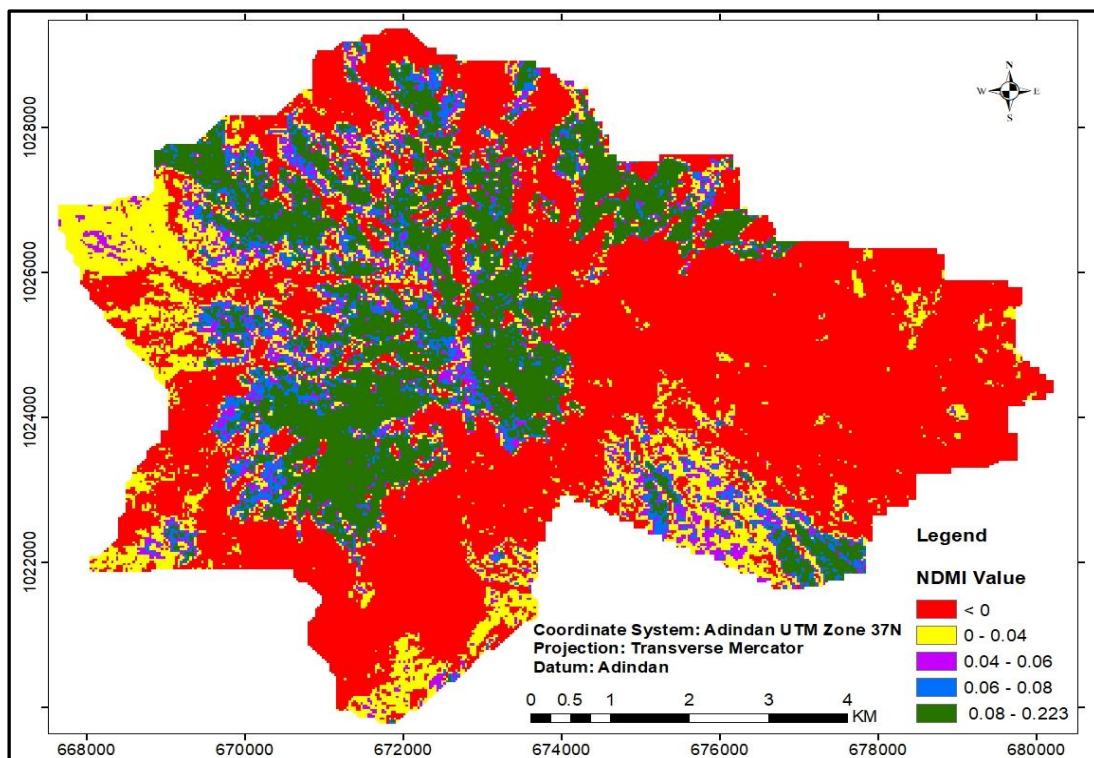 N
W E
S
1028000
1026000
1024000
1022000
Legend
NDMI Value
< 0
0 - 0.04
0.04 - 0.06
0.06 - 0.08
0.08 - 0.223
Coordinate System: Adindan UTM Zone 37N
Projection: Transverse Mercator
Datum: Adindan
0 0.5 1 2 3 4
KM
668000 670000 672000 674000 676000 678000 680000